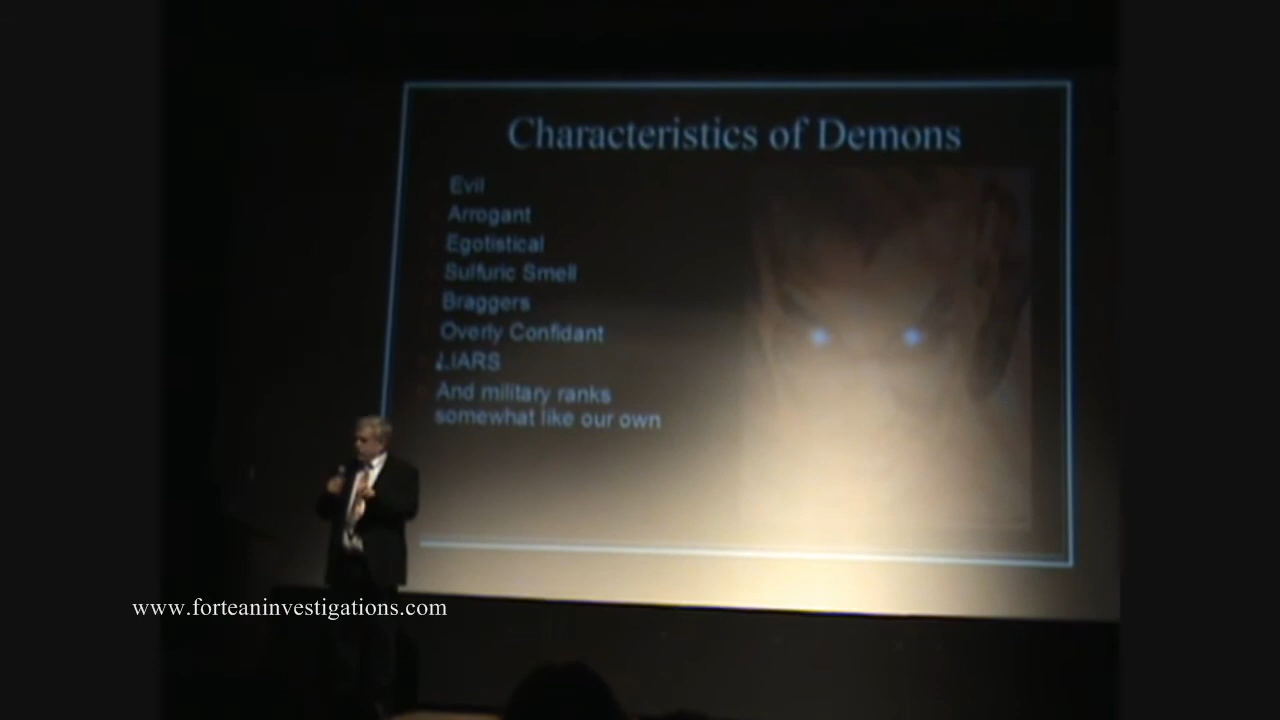 Characteristics of Demons
Evil
Arrogant
Egotistical
Sulfuric Smell
Braggers
Overly Confidant
LIARS
And military ranks
somewhat like our own
www.forteaninvestigations.com